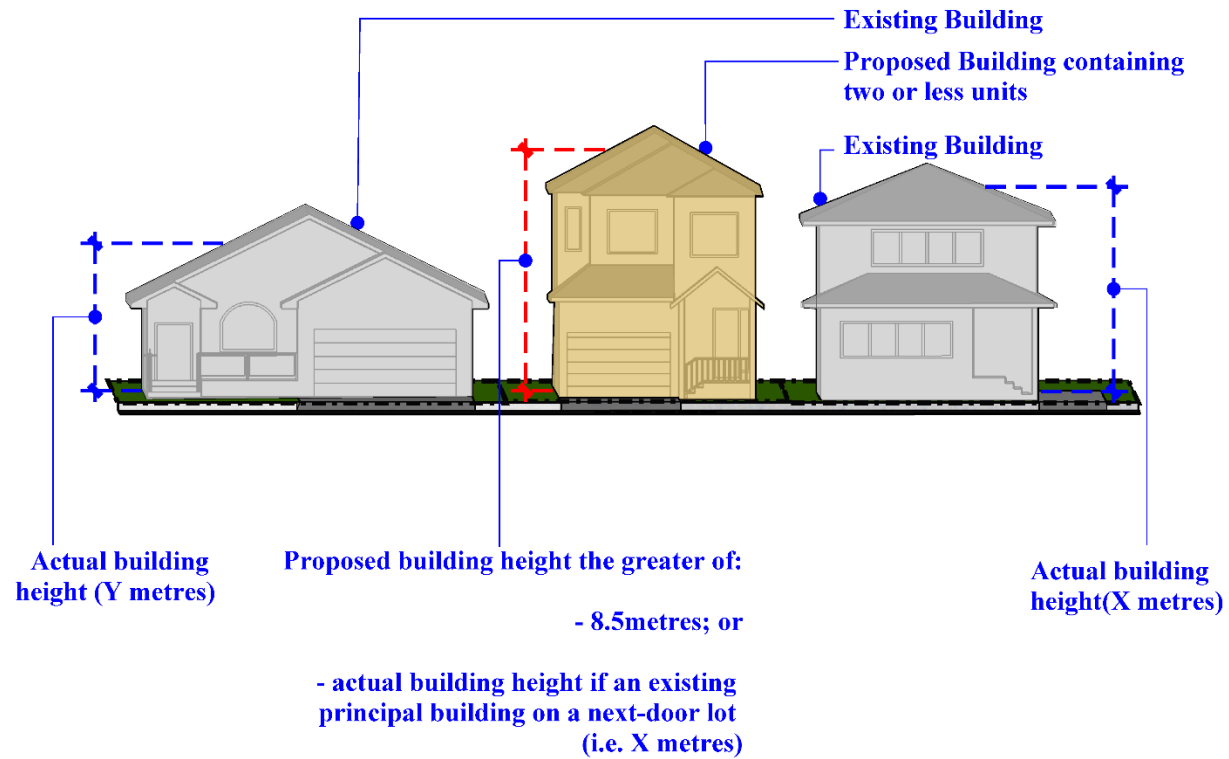 Existing Building
Proposed Building containing
two or less units
Existing Building
Actual building
height (Y metres)
Proposed building height the greater of:
- 8.5metres; or
- actual building height if an existing
principal building on a next-door lot
(i.e. X metres)
Actual building
height(X metres)